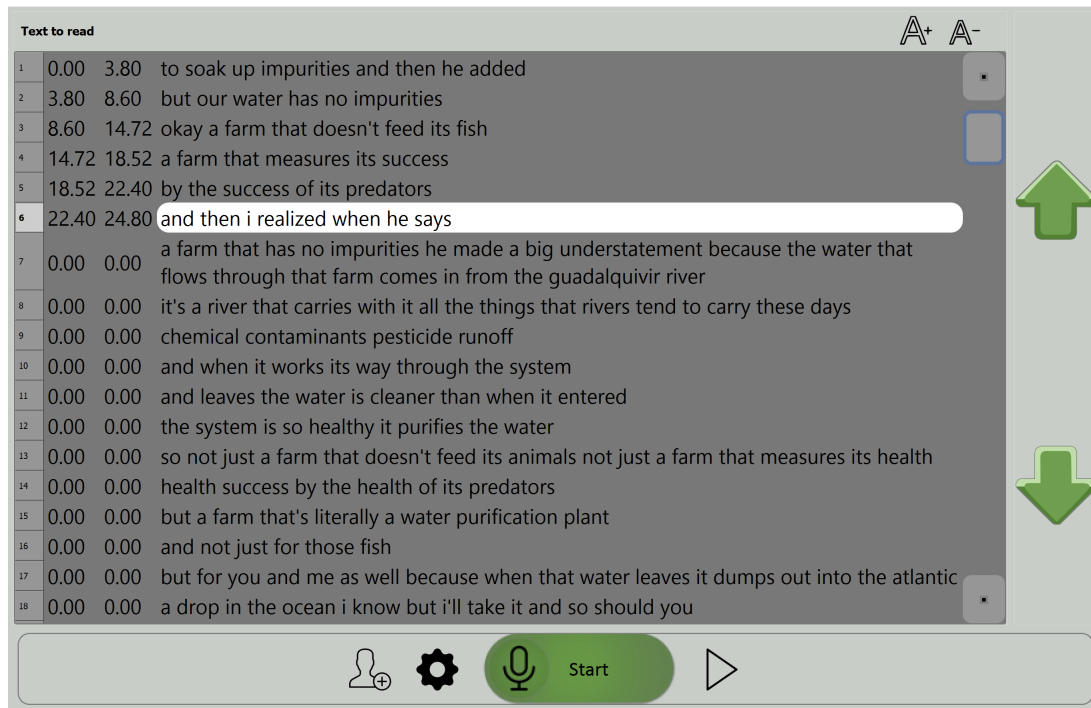 Text to read
A+ A-
1 0.00 3.80 to soak up impurities and then he added
2 3.80 8.60 but our water has no impurities
3 8.60 14.72 okay a farm that doesn't feed its fish
4 14.72 18.52 a farm that measures its success
5 18.52 22.40 by the success of its predators
6 22.40 24.80 and then i realized when he says
a farm that has no impurities he made a big understatement because the water that
7 0.00 0.00 flows through that farm comes in from the guadalquivir river
8 0.00 0.00 it's a river that carries with it all the things that rivers tend to carry these days
9 0.00 0.00 chemical contaminants pesticide runoff
10 0.00 0.00 and when it works its way through the system
11 0.00 0.00 and leaves the water is cleaner than when it entered
12 0.00 0.00 the system is so healthy it purifies the water
13 0.00 0.00 so not just a farm that doesn't feed its animals not just a farm that measures its health
14 0.00 0.00 health success by the health of its predators
15 0.00 0.00 but a farm that's literally a water purification plant
16 0.00 0.00 and not just for those fish
17 0.00 0.00 but for you and me as well because when that water leaves it dumps out into the atlantic
18 0.00 0.00 a drop in the ocean i know but i'll take it and so should you
Start